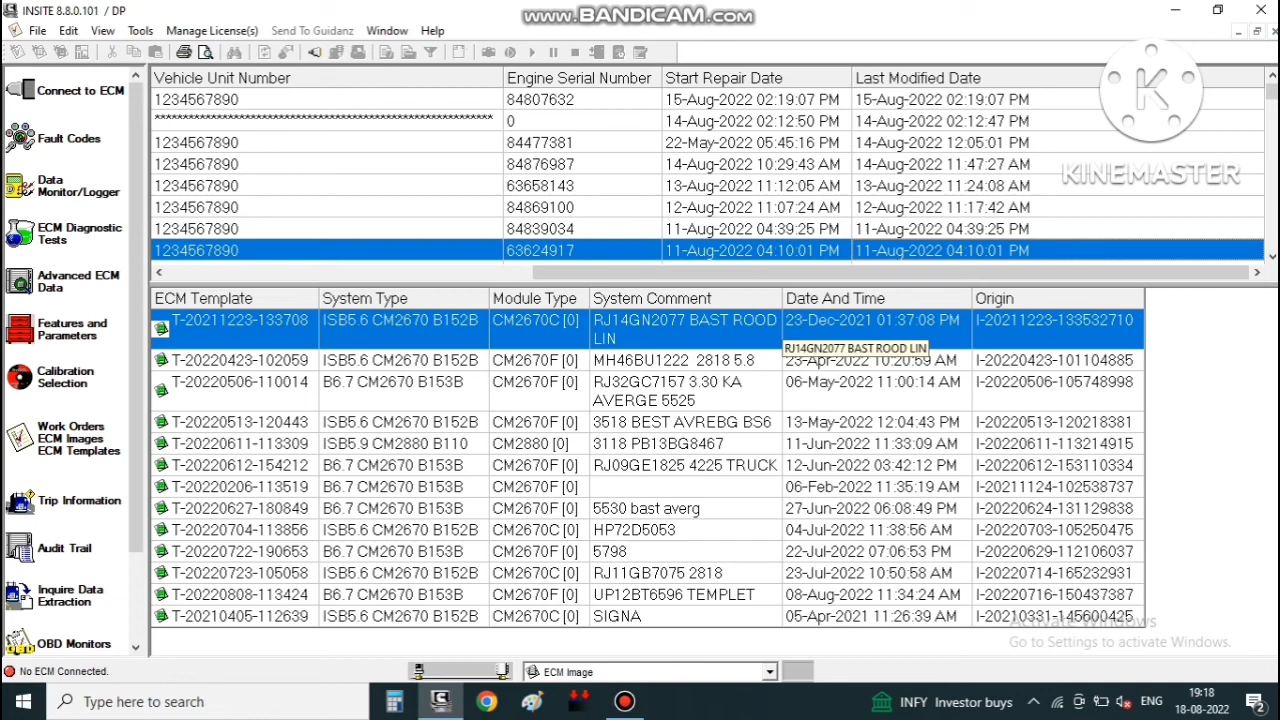 INSITE 8.8.0.101 / DP
www.BANDICAM.com
File Edit View Tools Manage License(s) Send To Guidanz Window Help
Connect to ECM
Fault Codes
Data
Monitor/Logger
ECM Diagnostic
Tests
Advanced ECM
Data
Features and
Parameters
Calibration
Selection
Work Orders
ECM Images
ECM Templates
Trip Information
Audit Trail
Inquire Data
Extraction
OBD Monitors
Vehicle Unit Number Engine Serial Number Start Repair Date Last Modified Date
1234567890 84807632 15-Aug-2022 02:19:07 PM 15-Aug-2022 02:19:07 PM
************************************************************ 0 14-Aug-2022 02:12:50 PM 14-Aug-2022 02:12:47 PM
1234567890 84477381 22-May-2022 05:45:16 PM 14-Aug-2022 12:05:01 PM
1234567890 84876987 14-Aug-2022 10:29:43 AM 14-Aug-2022 11:47:27 AM
1234567890 63658143 13-Aug-2022 11:12:05 AM 13-Aug-2022 11:24:08 AM
1234567890 84869100 12-Aug-2022 11:07:24 AM 12-Aug-2022 11:17:42 AM
1234567890 84839034 11-Aug-2022 04:39:25 PM 11-Aug-2022 04:39:25 PM
1234567890 63624917 11-Aug-2022 04:10:01 PM 11-Aug-2022 04:10:01 PM
K
KINEMASTER
ECM Template System Type Module Type System Comment Date And Time Origin
T-20211223-133708 ISB5.6 CM2670 B152B CM2670C [0] RJ14GN2077 BAST ROOD 23-Dec-2021 01:37:08 PM I-20211223-133532710
LIN
RJ14GN2077 BAST ROOD LIN
T-20220423-102059 ISB5.6 CM2670 B152B CM2670F [0] MH46BU1222 2818 5.8 23-Apr-2022 10:20:59 AM I-20220423-101104885
T-20220506-110014 B6.7 CM2670 B153B CM2670F [0] RJ32GC7157 3.30 KA 06-May-2022 11:00:14 AM I-20220506-105748998
AVERGE 5525
T-20220513-120443 ISB5.6 CM2670 B152B CM2670F [0] 3518 BEST AVREBG BS6 13-May-2022 12:04:43 PM I-20220513-120218381
T-20220611-113309 ISB5.9 CM2880 B110 CM2880 [0] 3118 PB13BG8467 11-Jun-2022 11:33:09 AM I-20220611-113214915
T-20220612-154212 B6.7 CM2670 B153B CM2670F [0] RJ09GE1825 4225 TRUCK 12-Jun-2022 03:42:12 PM I-20220612-153110334
T-20220206-113519 B6.7 CM2670 B153B CM2670F [0] 06-Feb-2022 11:35:19 AM I-20211124-102538737
T-20220627-180849 B6.7 CM2670 B153B CM2670F [0] 5530 bast averg 27-Jun-2022 06:08:49 PM I-20220624-131129838
T-20220704-113856 ISB5.6 CM2670 B152B CM2670C [0] HP72D5053 04-Jul-2022 11:38:56 AM I-20220703-105250475
T-20220722-190653 B6.7 CM2670 B153B CM2670F [0] 5798 22-Jul-2022 07:06:53 PM I-20220629-112106037
T-20220723-105058 ISB5.6 CM2670 B152B CM2670C [0] RJ11GB7075 2818 23-Jul-2022 10:50:58 AM I-20220714-165232931
T-20220808-113424 B6.7 CM2670 B153B CM2670F [0] UP12BT6596 TEMPLET 08-Aug-2022 11:34:24 AM I-20220716-150437387
T-20210405-112639 ISB5.6 CM2670 B152B CM2670C [0] SIGNA 05-Apr-2021 11:26:39 AM I-20210331-145600425
Activate Windows
Go to Settings to activate Windows.
No ECM Connected.
ECM Image
Type here to search
INFY Investor buys
ENG
19:18
18-08-2022
2